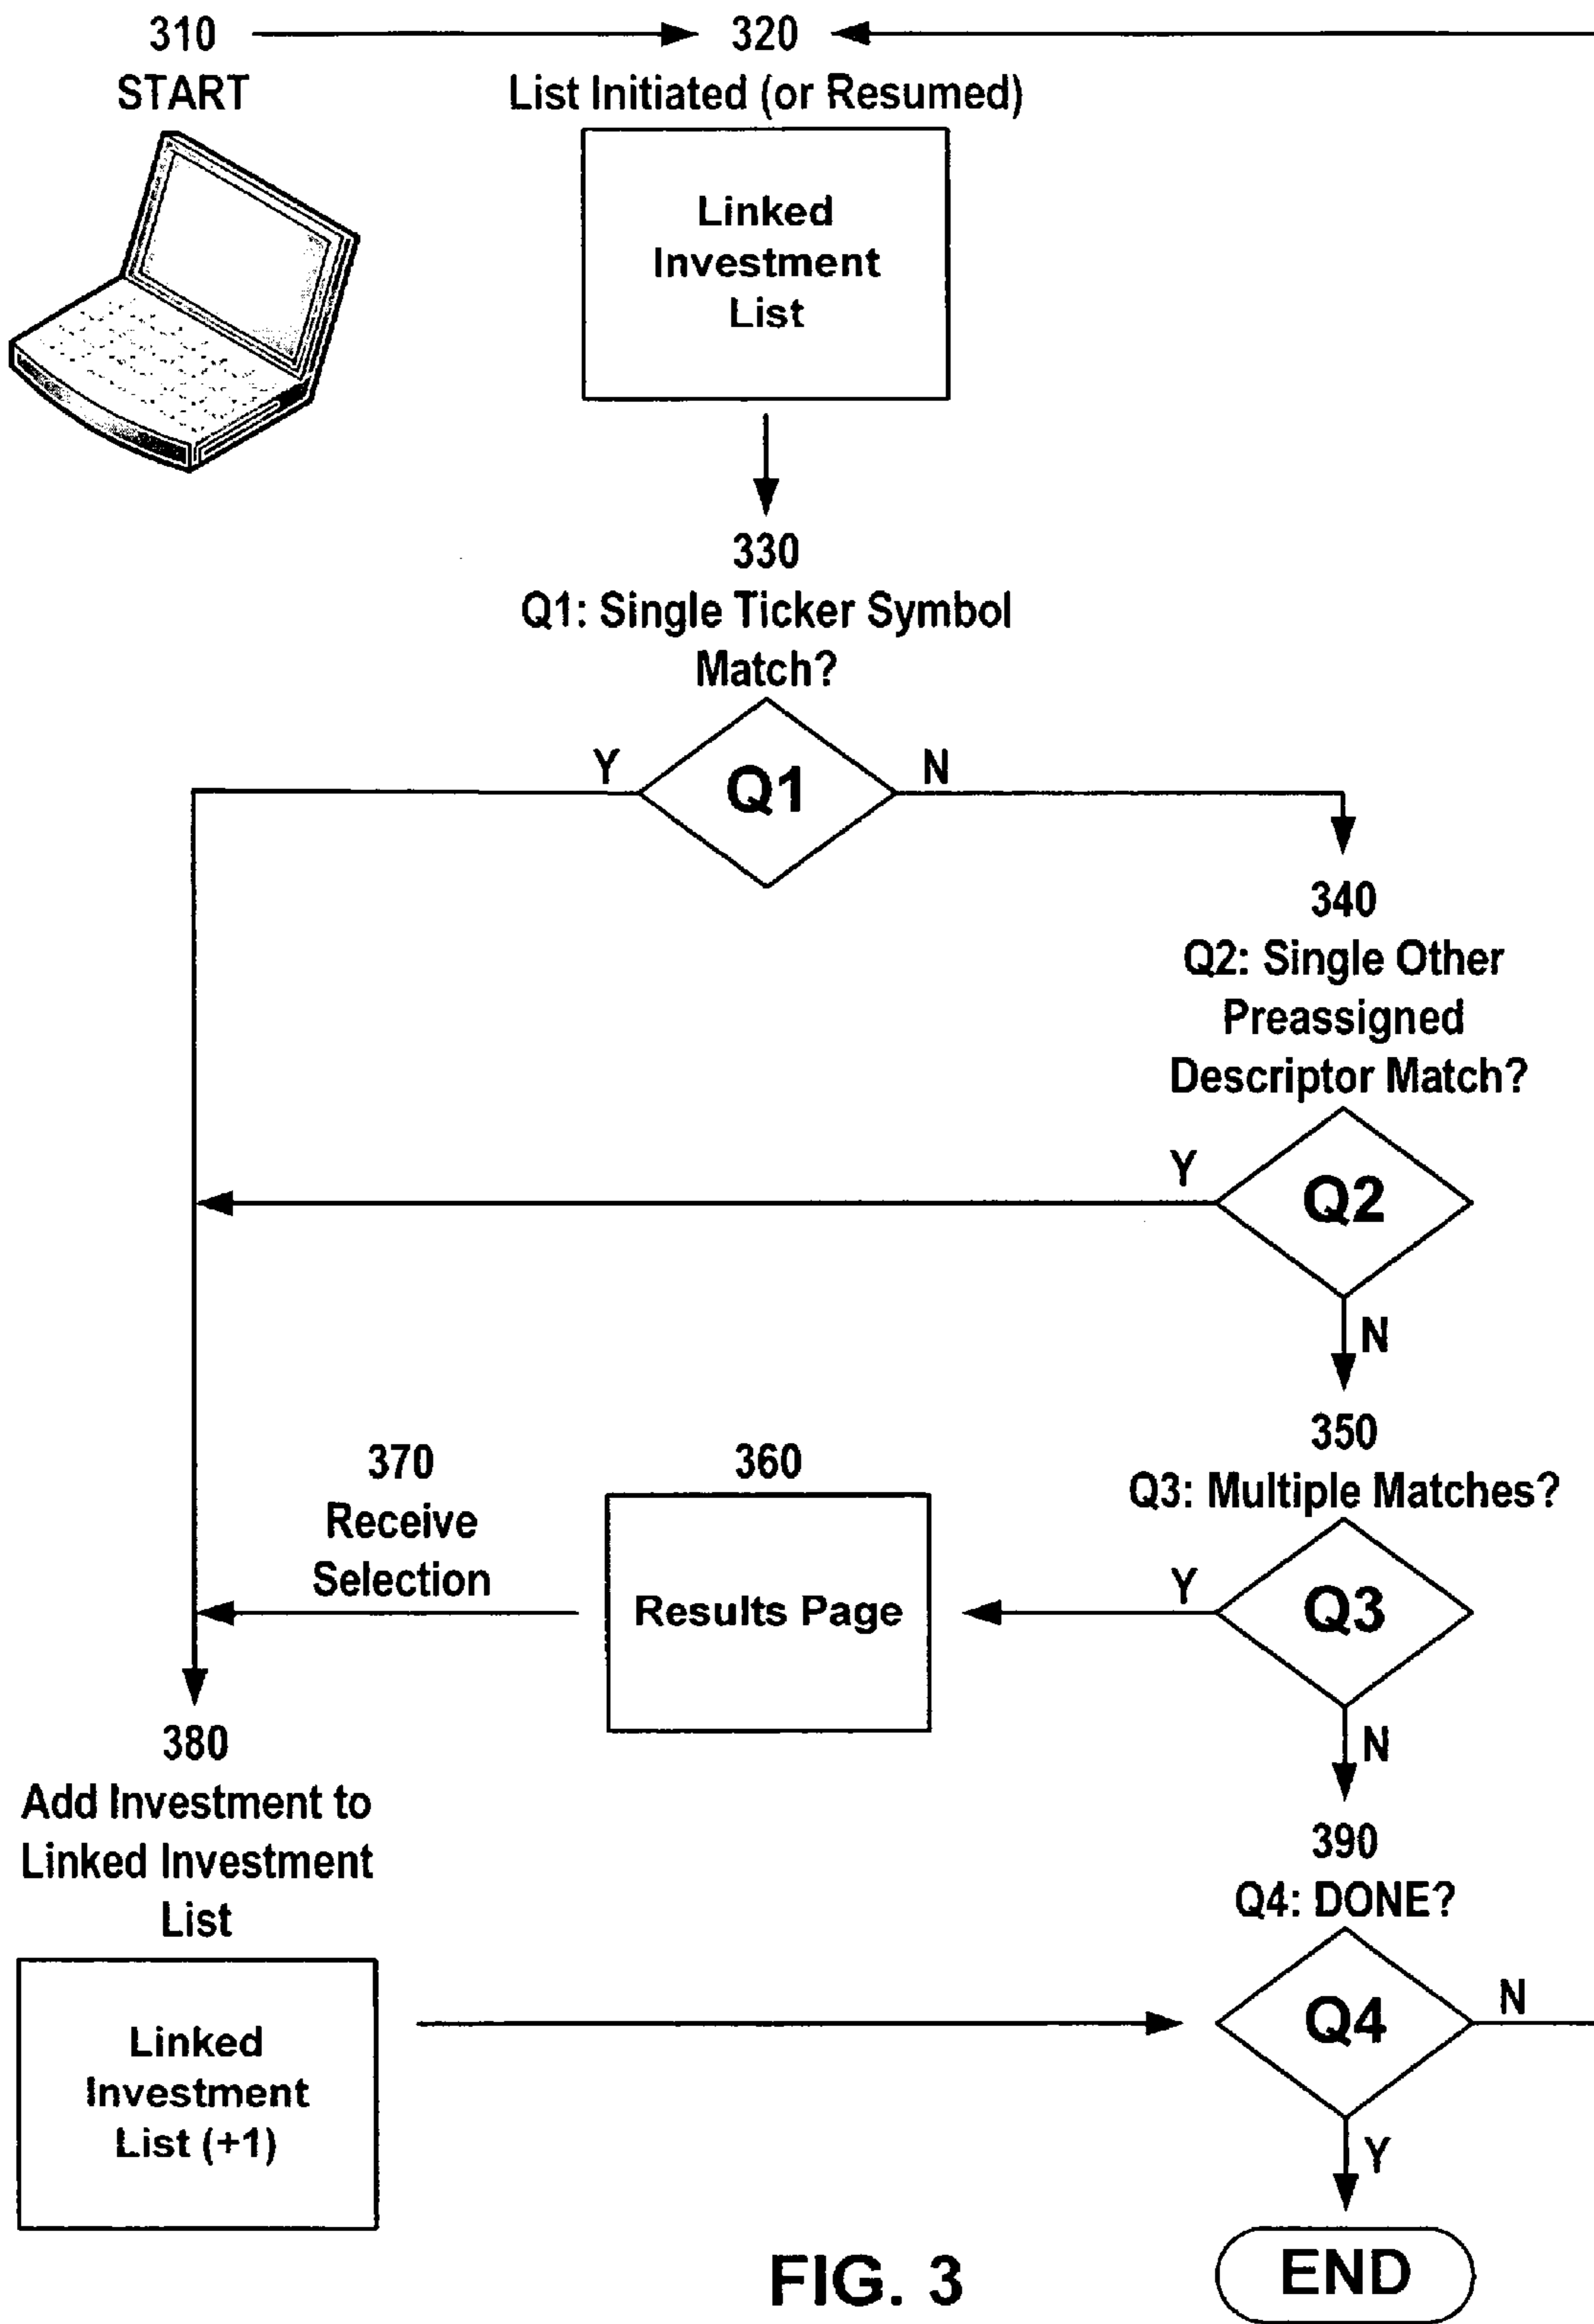 310
START
320
List Initiated (or Resumed)
Linked
Investment
List
330
Q1: Single Ticker Symbol
Match?
Y
Q1
N
340
Q2: Single Other
Preassigned
Descriptor Match?
Y
Q2
N
350
Q3: Multiple Matches?
Y
Q3
N
360
Results Page
370
Receive
Selection
380
Add Investment to
Linked Investment
List
Linked
Investment
List (+1)
390
Q4: DONE?
Q4
N
Y
END
FIG. 3